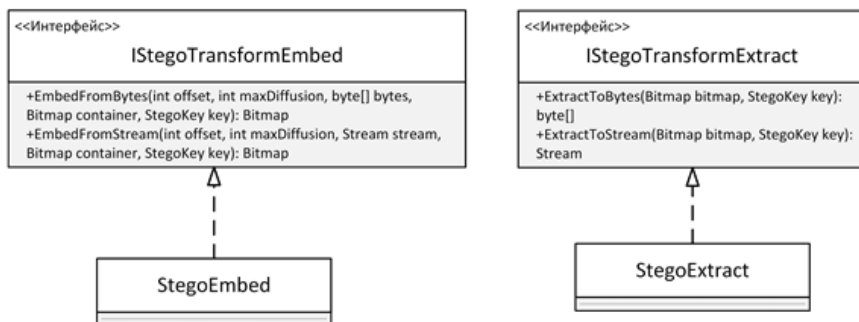 <<Интерфейс>>
IStegoTransformEmbed
+EmbedFromBytes(int offset, int maxDiffusion, byte[] bytes,
Bitmap container, StegoKey key): Bitmap
+EmbedFromStream(int offset, int maxDiffusion, Stream stream,
Bitmap container, StegoKey key): Bitmap
StegoEmbed
<<Интерфейс>>
IStegoTransformExtract
+ExtractToBytes(Bitmap bitmap, StegoKey key):
byte[]
+ExtractToStream(Bitmap bitmap, StegoKey key):
Stream
StegoExtract